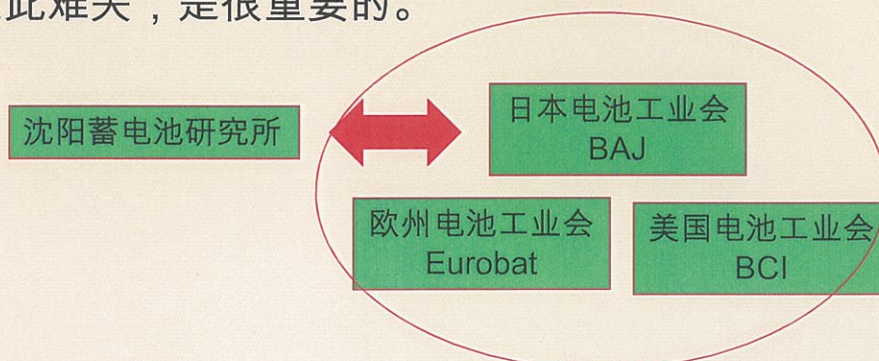 此难关，是很重要的。
沈阳蓄电池研究所
日本电池工业会
BAJ
欧州电池工业会
Eurobat
美国电池工业会
BCI